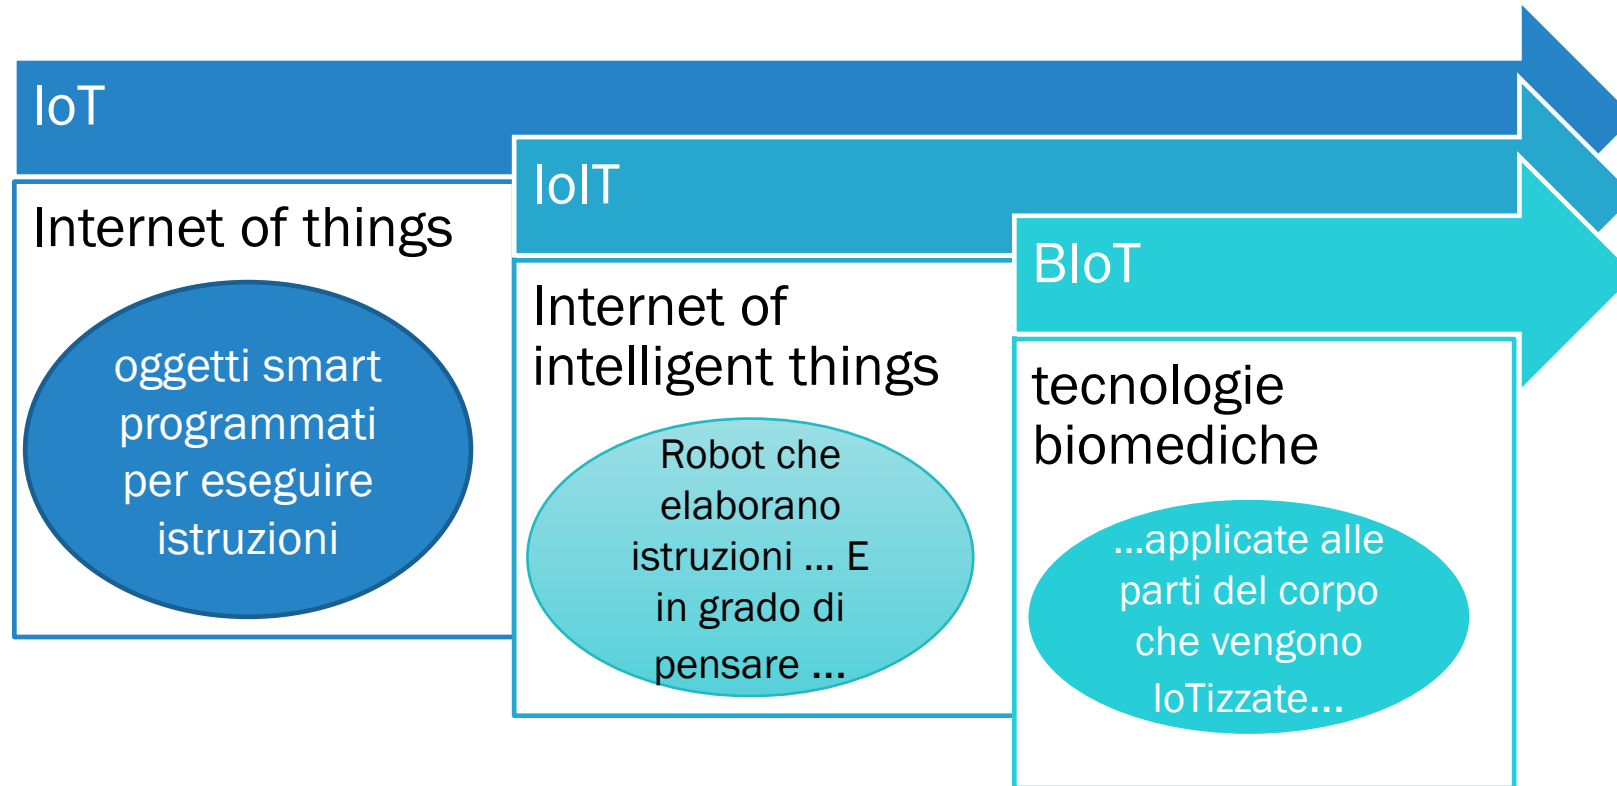 IoT
Internet of things
oggetti smart
programmati
per eseguire
istruzioni
IoIT
Internet of
intelligent things
Robot che
elaborano
istruzioni ... E
in grado di
pensare ...
BIoT
tecnologie
biomediche
...applicate alle
parti del corpo
che vengono
IoTizzate...